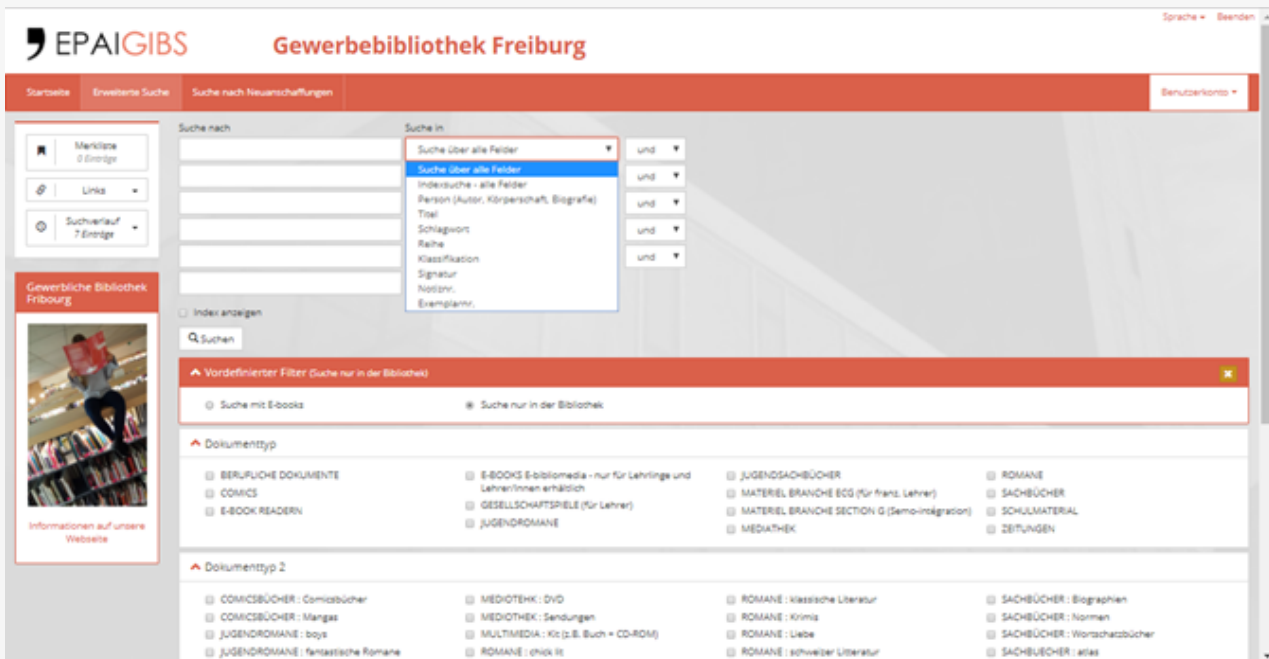 Sprache Beenden
EPAIGIBS
Gewerbebibliothek Freiburg
Startseite Erweiterte Suche Suche nach Neuanschaffungen Benutzerkonto
Merkliste
0 Einträge
Links
Suchverlauf
7 Einträge
Gewerbliche Bibliothek
Fribourg
Informationen auf unsere
Webseite
Suche nach Suche in
Suche über alle Felder und
Suche über alle Felder und
Indexsuche - alle Felder
Person (Autor, Körperschaft, Biografie) und
Titel
Schlagwort und
Reihe
Klassifikation und
Signatur
Notiznr.
Exemplarnr.
Index anzeigen
Suchen
Vordefinierter Filter (Suche nur in der Bibliothek)
Suche mit E-books Suche nur in der Bibliothek
Dokumenttyp
BERUFLICHE DOKUMENTE
COMICS
E-BOOK READERN
E-BOOKS E-bibliomedia - nur für Lehrlinge und
Lehrer/innen erhältlich
GESELLSCHAFTSPIELE (für Lehrer)
JUGENDROMANE
JUGENDSACHBÜCHER
MATERIEL BRANCHE ECG (für franz. Lehrer)
MATERIEL BRANCHE SECTION G (Semo-intégration)
MEDIATHEK
ROMANE
SACHBÜCHER
SCHULMATERIAL
ZEITUNGEN
Dokumenttyp 2
COMICSBÜCHER : Comicsbücher
COMICSBÜCHER : Mangas
JUGENDROMANE : boys
JUGENDROMANE : fantastische Romane
MEDIOTEHK : DVD
MEDIOTHEK : Sendungen
MULTIMEDIA : Kit (z.B. Buch + CD-ROM)
ROMANE : chick lit
ROMANE : klassische Literatur
ROMANE : Krimis
ROMANE : Liebe
ROMANE : schweizer Litteratur
SACHBÜCHER : Biographien
SACHBÜCHER : Normen
SACHBÜCHER : Wortschatzbücher
SACHBUECHER : atlas